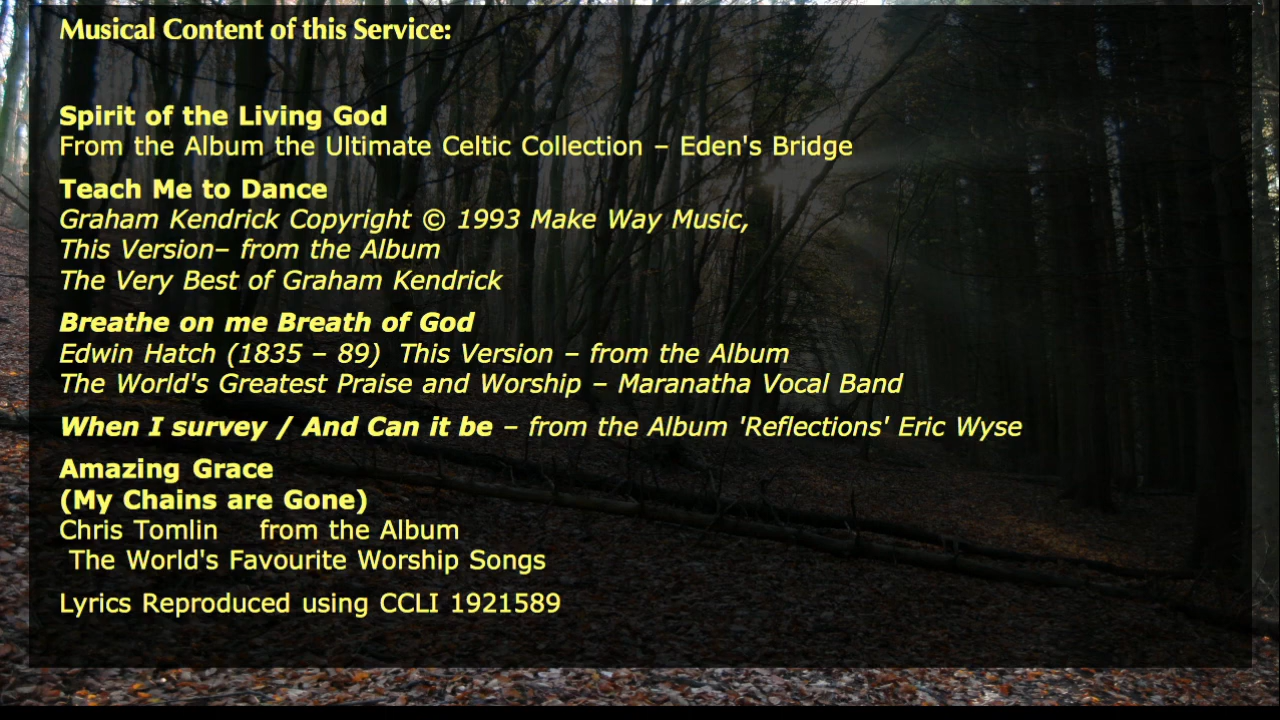 Musical Content of this Service:
Spirit of the Living God
From the Album the Ultimate Celtic Collection – Eden's Bridge
Teach Me to Dance
Graham Kendrick Copyright © 1993 Make Way Music,
This Version– from the Album
The Very Best of Graham Kendrick
Breathe on me Breath of God
Edwin Hatch (1835 – 89)  This Version – from the Album
The World's Greatest Praise and Worship – Maranatha Vocal Band
When I survey / And Can it be – from the Album 'Reflections' Eric Wyse
Amazing Grace
(My Chains are Gone)
Chris Tomlin    from the Album
The World's Favourite Worship Songs
Lyrics Reproduced using CCLI 1921589